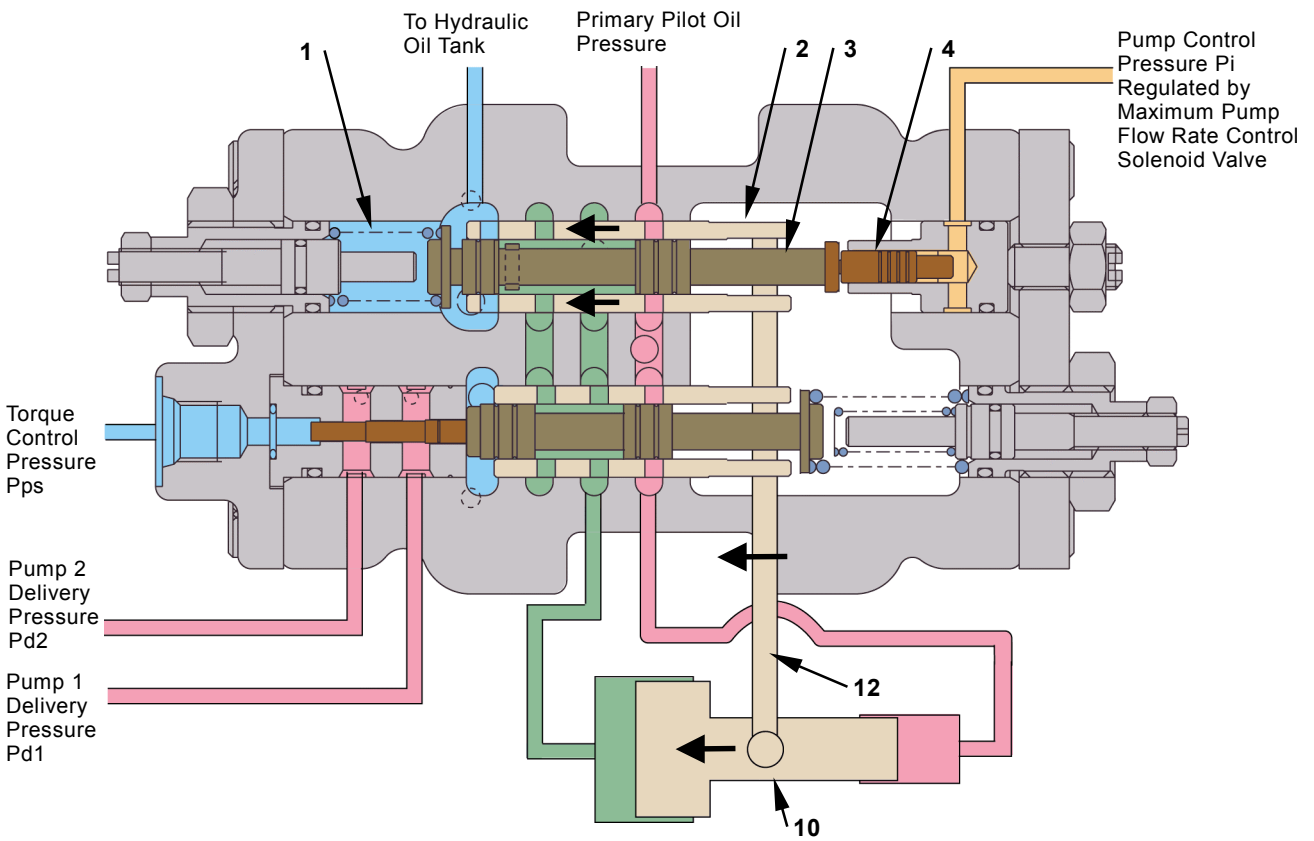 To Hydraulic
Oil Tank
Primary Pilot Oil
Pressure
1
2
3
4
Pump Control
Pressure Pi
Regulated by
Maximum Pump
Flow Rate Control
Solenoid Valve
Torque
Control
Pressure
Pps
Pump 2
Delivery
Pressure
Pd2
Pump 1
Delivery
Pressure
Pd1
12
10